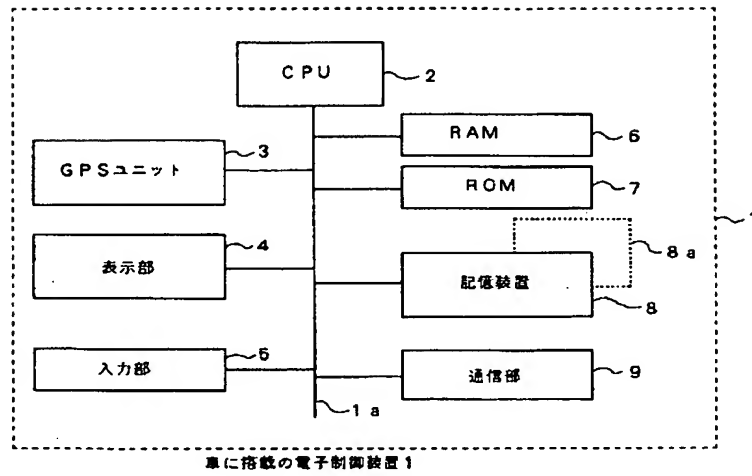 CPU
2
GPSユニット
3
RAM
6
ROM
7
1
表示部
4
8a
記憶装置
8
入力部
5
通信部
9
1a
車に搭載の電子制御装置1